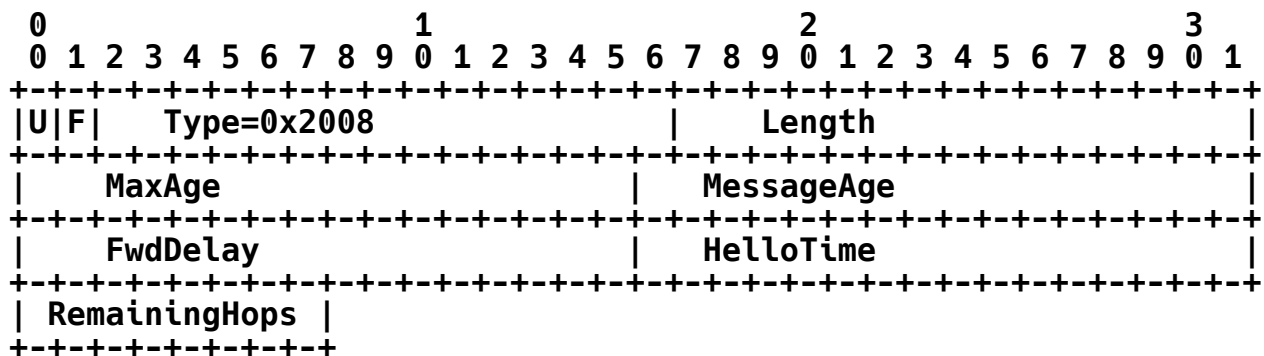 0                   1                   2                   3
 0 1 2 3 4 5 6 7 8 9 0 1 2 3 4 5 6 7 8 9 0 1 2 3 4 5 6 7 8 9 0 1
+-+-+-+-+-+-+-+-+-+-+-+-+-+-+-+-+-+-+-+-+-+-+-+-+-+-+-+-+-+-+-+-+
|U|F|   Type=0x2008               |    Length                   |
+-+-+-+-+-+-+-+-+-+-+-+-+-+-+-+-+-+-+-+-+-+-+-+-+-+-+-+-+-+-+-+-+
|    MaxAge                     |   MessageAge                  |
+-+-+-+-+-+-+-+-+-+-+-+-+-+-+-+-+-+-+-+-+-+-+-+-+-+-+-+-+-+-+-+-+
|    FwdDelay                   |   HelloTime                   |
+-+-+-+-+-+-+-+-+-+-+-+-+-+-+-+-+-+-+-+-+-+-+-+-+-+-+-+-+-+-+-+-+
| RemainingHops |
+-+-+-+-+-+-+-+-+